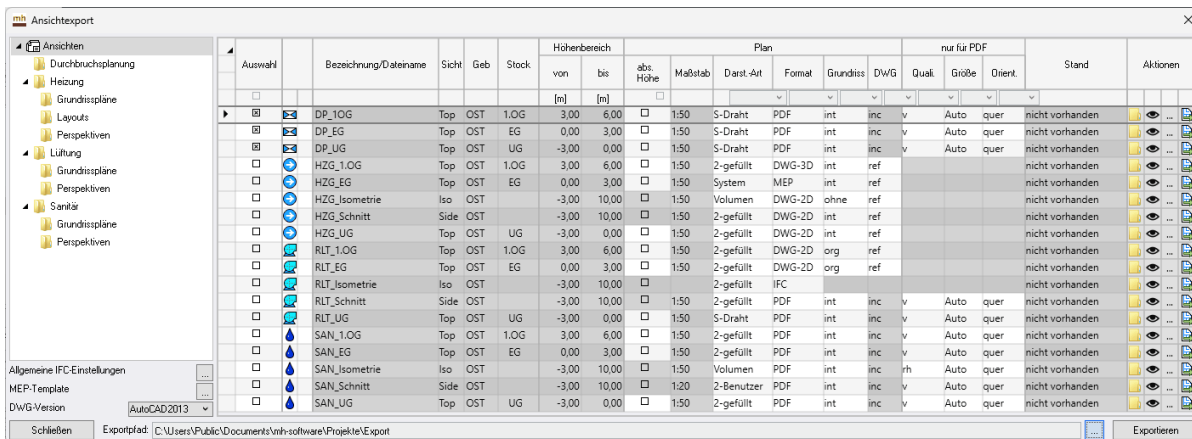 mh Ansichtexport
Ansichten
Durchbruchsplanung
Heizung
Grundrisspläne
Layouts
Perspektiven
Lüftung
Grundrisspläne
Perspektiven
Sanitär
Grundrisspläne
Perspektiven
Allgemeine IFC-Einstellungen ...
MEP-Template ...
DWG-Version AutoCAD2013
Höhenbereich Plan nur für PDF
Auswahl Bezeichnung/Dateiname Sicht Geb Stock von bis abs. Höhe Maßstab Darst.-Art Format Grundriss DWG Quali. Größe Orient. Stand Aktionen
[m] [m]
DP_1OG Top OST 1.OG 3,00 6,00 1:50 S-Draht PDF int inc v Auto quer nicht vorhanden ...
DP_EG Top OST EG 0,00 3,00 1:50 S-Draht PDF int inc v Auto quer nicht vorhanden ...
DP_UG Top OST UG -3,00 0,00 1:50 S-Draht PDF int inc v Auto quer nicht vorhanden ...
HZG_1.OG Top OST 1.OG 3,00 6,00 1:50 2-gefüllt DWG-3D int ref nicht vorhanden ...
HZG_EG Top OST EG 0,00 3,00 1:50 System MEP int ref nicht vorhanden ...
HZG_Isometrie Iso OST -3,00 10,00 1:50 Volumen DWG-2D ohne ref nicht vorhanden ...
HZG_Schnitt Side OST -3,00 10,00 1:50 2-gefüllt DWG-2D int ref nicht vorhanden ...
HZG_UG Top OST UG -3,00 0,00 1:50 2-gefüllt DWG-2D int ref nicht vorhanden ...
RLT_1.OG Top OST 1.OG 3,00 6,00 1:50 2-gefüllt DWG-2D org ref nicht vorhanden ...
RLT_EG Top OST EG 0,00 3,00 1:50 2-gefüllt DWG-2D org ref nicht vorhanden ...
RLT_Isometrie Iso OST -3,00 10,00 2-gefüllt IFC nicht vorhanden ...
RLT_Schnitt Side OST -3,00 10,00 1:50 2-gefüllt PDF int inc v Auto quer nicht vorhanden ...
RLT_UG Top OST UG -3,00 0,00 1:50 S-Draht PDF int inc v Auto quer nicht vorhanden ...
SAN_1.OG Top OST 1.OG 3,00 6,00 1:50 2-gefüllt PDF int inc v Auto quer nicht vorhanden ...
SAN_EG Top OST EG 0,00 3,00 1:50 2-gefüllt PDF int inc v Auto quer nicht vorhanden ...
SAN_Isometrie Iso OST -3,00 10,00 1:50 Volumen PDF int inc rh Auto quer nicht vorhanden ...
SAN_Schnitt Side OST -3,00 10,00 1:20 2-Benutzer PDF int inc v Auto quer nicht vorhanden ...
SAN_UG Top OST UG -3,00 0,00 1:50 2-gefüllt PDF int inc v Auto quer nicht vorhanden ...
Schließen Exportpfad: C:\Users\Public\Documents\mh-software\Projekte\Export ... Exportieren